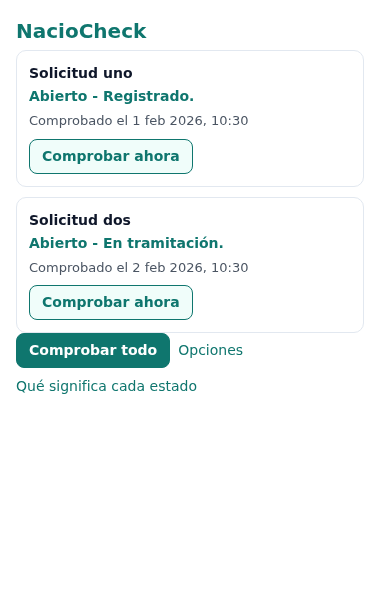 NacioCheck
Solicitud uno
Abierto - Registrado.
Comprobado el 1 feb 2026, 10:30
Comprobar ahora
Solicitud dos
Abierto - En tramitación.
Comprobado el 2 feb 2026, 10:30
Comprobar ahora
Comprobar todo Opciones
Qué significa cada estado